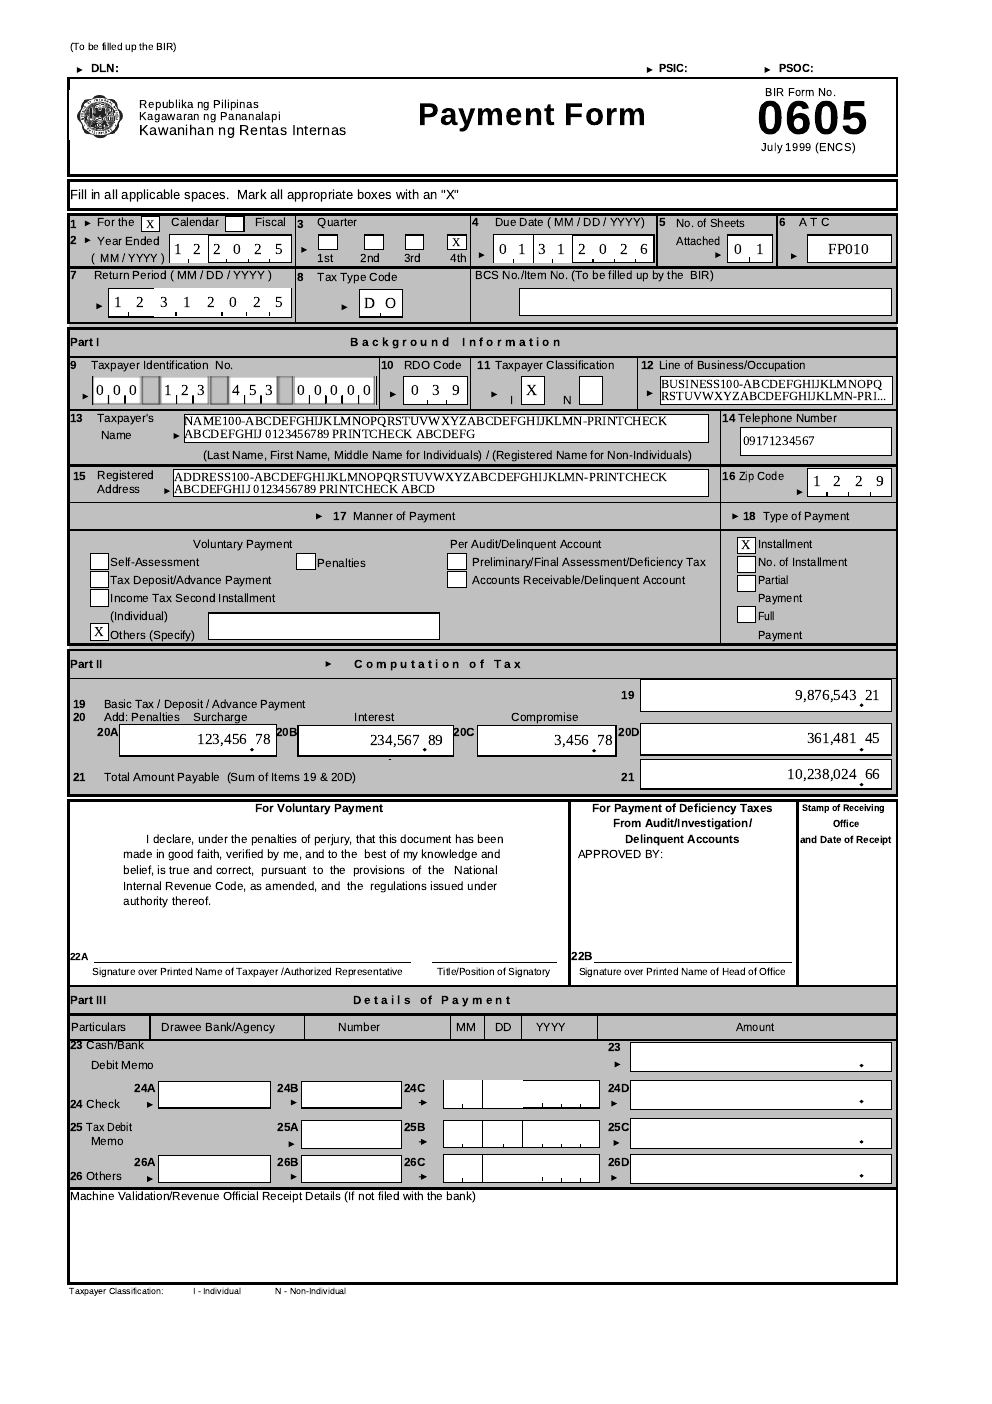 (To be filled up the BIR)
► DLN: ► PSIC: ► PSOC:
Republika ng Pilipinas
Kagawaran ng Pananalapi
Kawanihan ng Rentas Internas
Payment Form
BIR Form No.
0605
July 1999 (ENCS)
Fill in all applicable spaces. Mark all appropriate boxes with an "X"
1 ► For the X Calendar Fiscal
2 ► Year Ended
( MM / YYYY ) 1 2 2 0 2 5
3 Quarter
► X
1st 2nd 3rd 4th
4 Due Date ( MM / DD / YYYY)
► 0 1 3 1 2 0 2 6
5 No. of Sheets
Attached ► 0 1
6 A T C
► FP010
7 Return Period ( MM / DD / YYYY )
► 1 2 3 1 2 0 2 5
8 Tax Type Code
► D O
BCS No./Item No. (To be filled up by the BIR)
Part I Background Information
9 Taxpayer Identification No.
► 0 0 0 1 2 3 4 5 3 0 0 0 0 0
10 RDO Code
► 0 3 9
11 Taxpayer Classification
► I X N
12 Line of Business/Occupation
► BUSINESS100-ABCDEFGHIJKLMNOPQ
RSTUVWXYZABCDEFGHIJKLMN-PRI...
13 Taxpayer's
Name ► NAME100-ABCDEFGHIJKLMNOPQRSTUVWXYZABCDEFGHIJKLMN-PRINTCHECK
ABCDEFGHIJ 0123456789 PRINTCHECK ABCDEFG
(Last Name, First Name, Middle Name for Individuals) / (Registered Name for Non-Individuals)
14 Telephone Number
09171234567
15 Registered
Address ► ADDRESS100-ABCDEFGHIJKLMNOPQRSTUVWXYZABCDEFGHIJKLMN-PRINTCHECK
ABCDEFGHIJ 0123456789 PRINTCHECK ABCD
16 Zip Code
► 1 2 2 9
► 17 Manner of Payment
► 18 Type of Payment
Voluntary Payment Per Audit/Delinquent Account
X Installment
Self-Assessment Penalties Preliminary/Final Assessment/Deficiency Tax
No. of Installment
Tax Deposit/Advance Payment Accounts Receivable/Delinquent Account
Partial
Income Tax Second Installment
Payment
(Individual)
Full
X Others (Specify)
Payment
Part II ► Computation of Tax
19 Basic Tax / Deposit / Advance Payment 19 9,876,543 . 21
20 Add: Penalties Surcharge Interest Compromise
20A 123,456 . 78 20B 234,567 . 89 20C 3,456 . 78 20D 361,481 . 45
21 Total Amount Payable (Sum of Items 19 & 20D) 21 10,238,024 . 66
For Voluntary Payment
I declare, under the penalties of perjury, that this document has been
made in good faith, verified by me, and to the best of my knowledge and
belief, is true and correct, pursuant to the provisions of the National
Internal Revenue Code, as amended, and the regulations issued under
authority thereof.
22A
Signature over Printed Name of Taxpayer /Authorized Representative Title/Position of Signatory
For Payment of Deficiency Taxes
From Audit/Investigation/
Delinquent Accounts
APPROVED BY:
22B
Signature over Printed Name of Head of Office
Stamp of Receiving
Office
and Date of Receipt
Part III Details of Payment
Particulars Drawee Bank/Agency Number MM DD YYYY Amount
23 Cash/Bank 23
Debit Memo ►
24A 24B 24C 24D
24 Check ► ► ► ►
25 Tax Debit 25A 25B 25C
Memo ► ► ►
26A 26B 26C 26D
26 Others ► ► ► ►
Machine Validation/Revenue Official Receipt Details (If not filed with the bank)
Taxpayer Classification: I - Individual N - Non-Individual